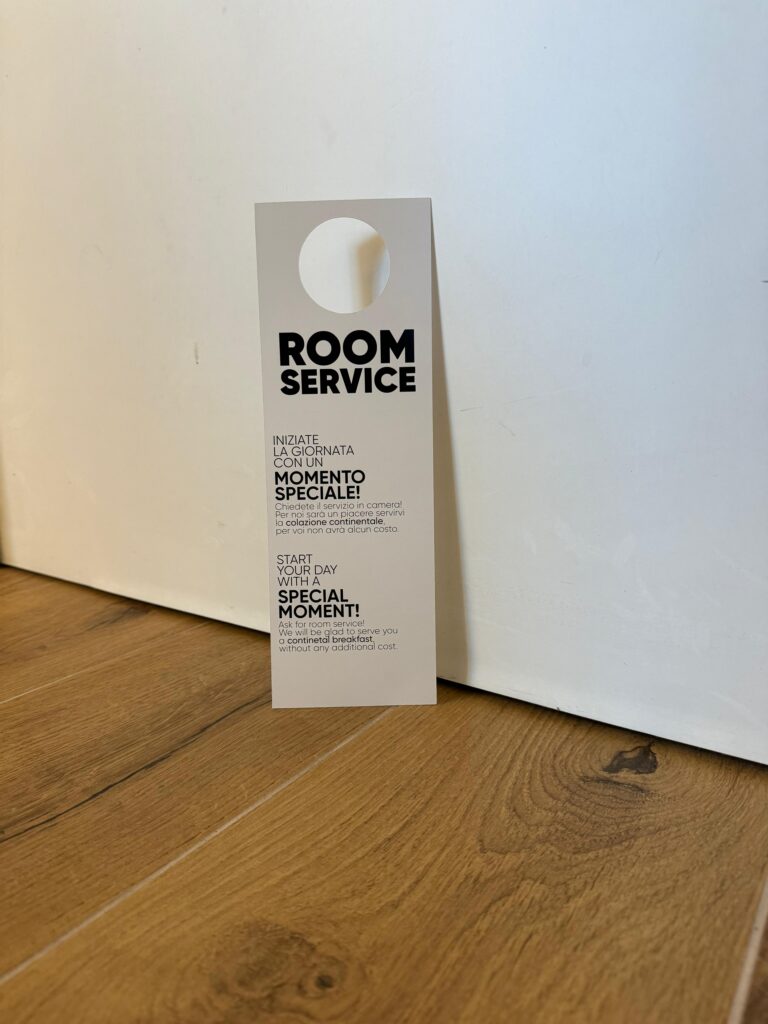 ROOM
SERVICE
INIZIATE
LA GIORNATA
CON UN
MOMENTO
SPECIALE!
Chiedete il servizio in camera!
Per noi sarà un piacere servirvi
la colazione continentale,
per voi non avrà alcun costo.
START
YOUR DAY
WITH A
SPECIAL
MOMENT!
Ask for room service!
We will be glad to serve you
a continetal breakfast,
without any additional cost.